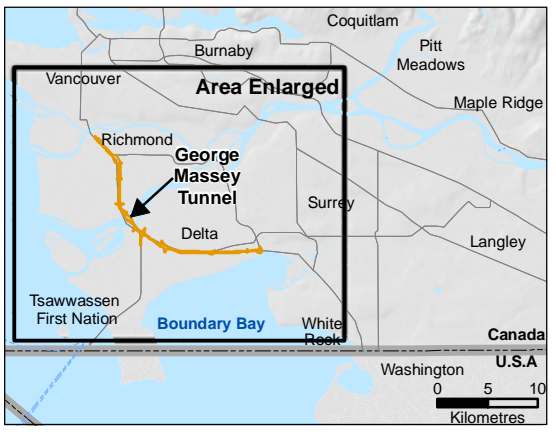 Coquitlam
Burnaby
Pitt
Meadows
Vancouver
Area Enlarged
Maple Ridge
Richmond
George
Massey
Tunnel
Surrey
Delta
Langley
Tsawwassen
First Nation
Boundary Bay
White
Rock
Canada
U.S.A
Washington
0 5 10
Kilometres